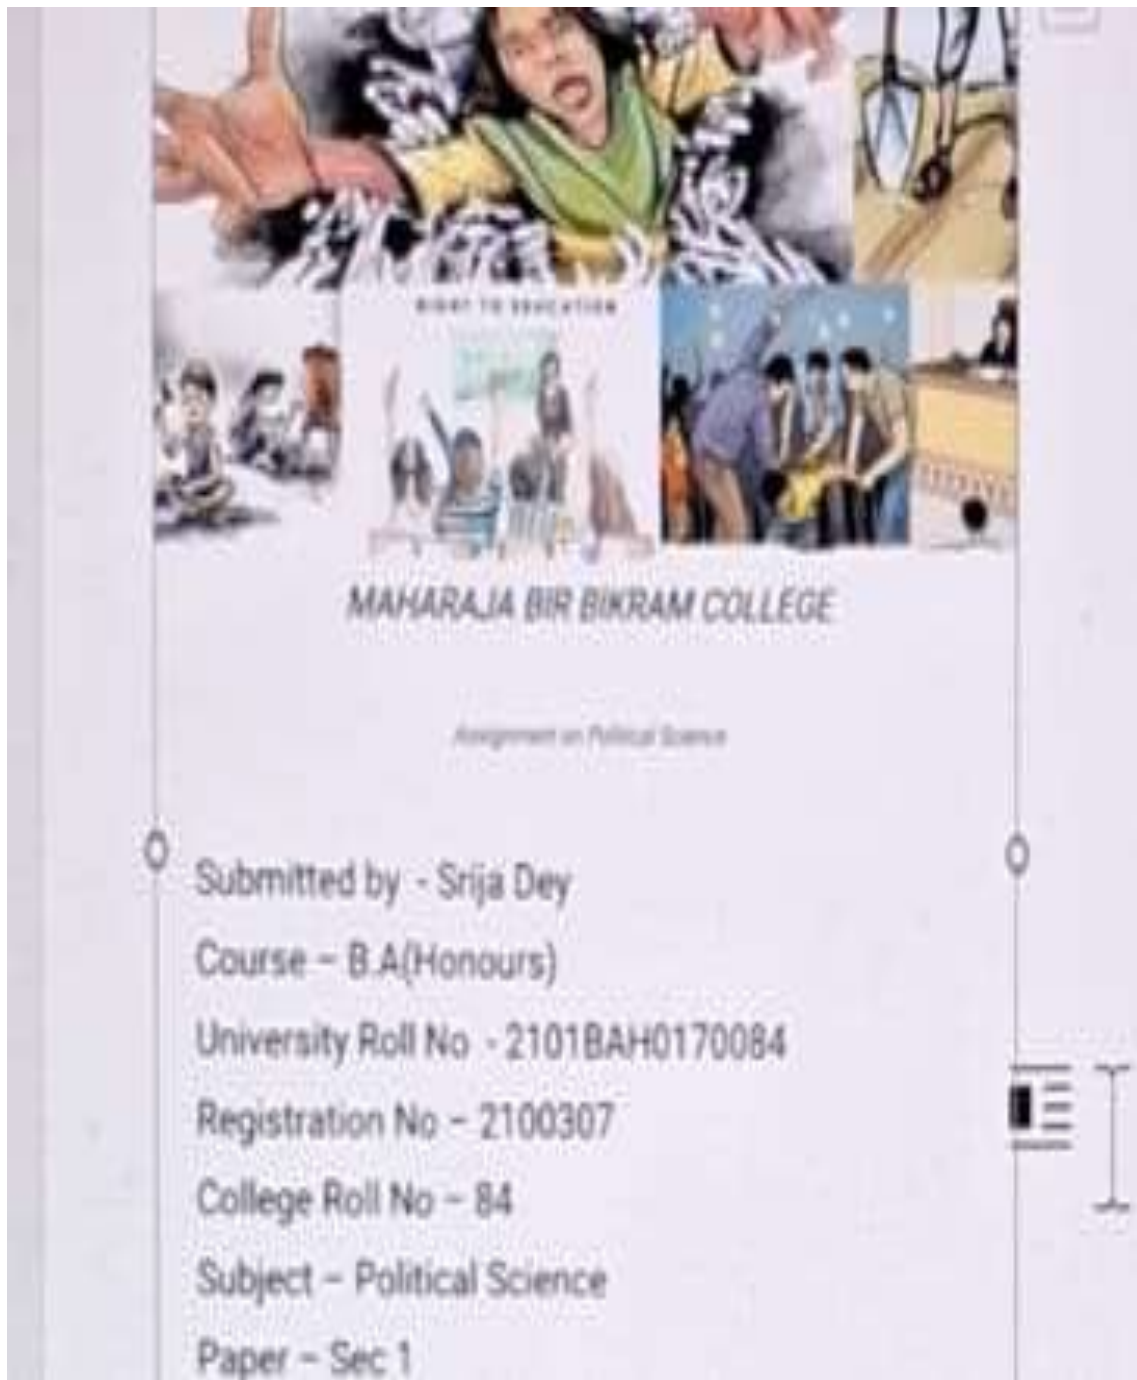 RIGHT TO EDUCATION
MAHARAJA BIR BIKRAM COLLEGE
Assignment on Political Science
Submitted by - Srija Dey
Course – B.A(Honours)
University Roll No - 2101BAH0170084
Registration No – 2100307
College Roll No – 84
Subject – Political Science
Paper – Sec 1